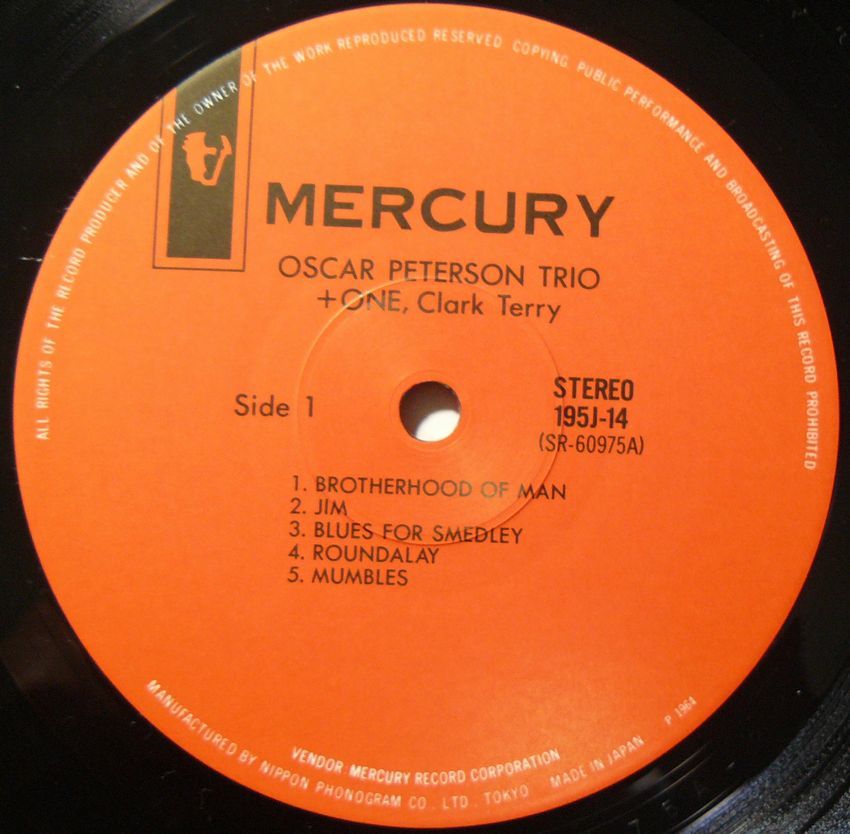 ALL RIGHTS OF THE RECORD PRODUCER AND OF THE OWNER OF THE WORK REPRODUCED RESERVED COPYING, PUBLIC PERFORMANCE AND BROADCASTING OF THIS RECORD PROHIBITED
MERCURY
OSCAR PETERSON TRIO
+ONE, Clark Terry
Side 1
STEREO
195J-14
(SR-60975A)
1. BROTHERHOOD OF MAN
2. JIM
3. BLUES FOR SMEDLEY
4. ROUNDALAY
5. MUMBLES
VENDOR MERCURY RECORD CORPORATION
MANUFACTURED BY NIPPON PHONOGRAM CO., LTD. TOKYO MADE IN JAPAN P 1964